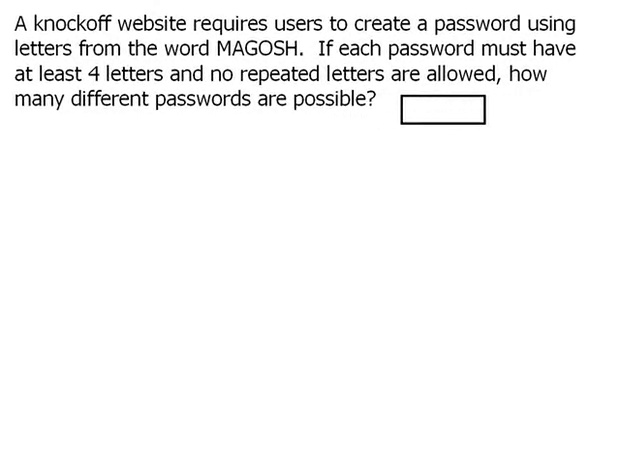 A knockoff website requires users to create a password using
letters from the word MAGOSH.  If each password must have
at least 4 letters and no repeated letters are allowed, how
many different passwords are possible?